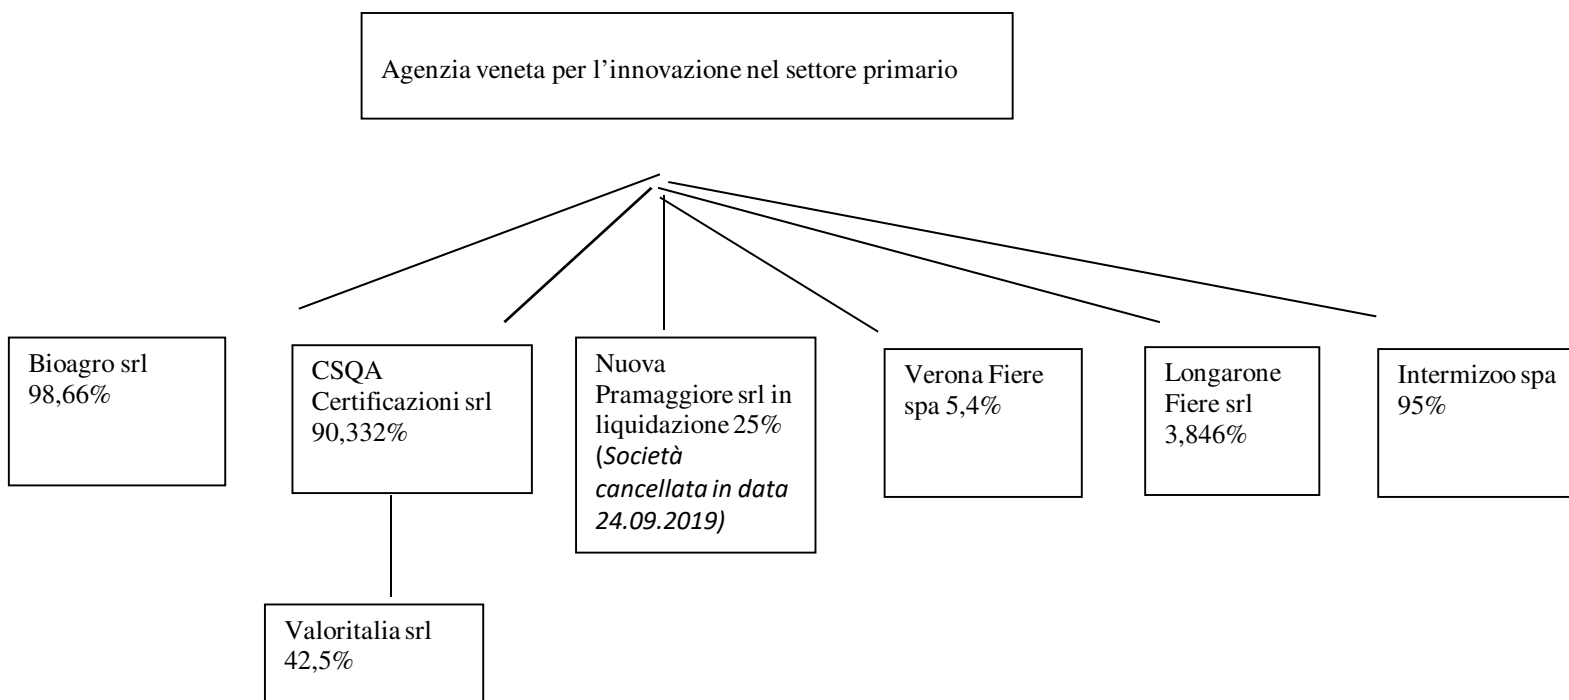 Agenzia veneta per l’innovazione nel settore primario
Bioagro srl
98,66%
CSQA
Certificazioni srl
90,332%
Nuova
Pramaggiore srl in
liquidazione 25%
(Società
cancellata in data
24.09.2019)
Verona Fiere
spa 5,4%
Longarone
Fiere srl
3,846%
Intermizoo spa
95%
Valoritalia srl
42,5%